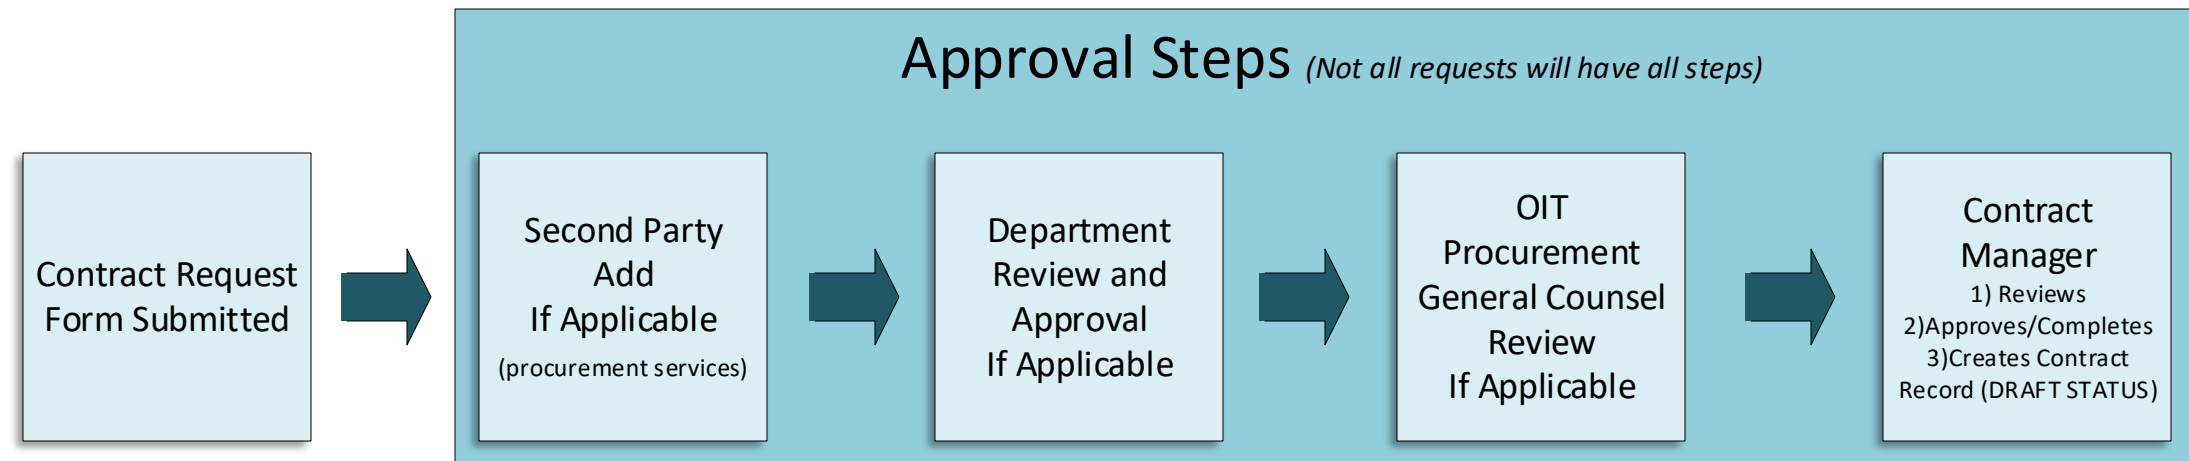 Approval Steps (Not all requests will have all steps)
Contract Request
Form Submitted
Second Party
Add
If Applicable
(procurement services)
Department
Review and
Approval
If Applicable
OIT
Procurement
General Counsel
Review
If Applicable
Contract
Manager
1) Reviews
2)Approves/Completes
3)Creates Contract
Record (DRAFT STATUS)